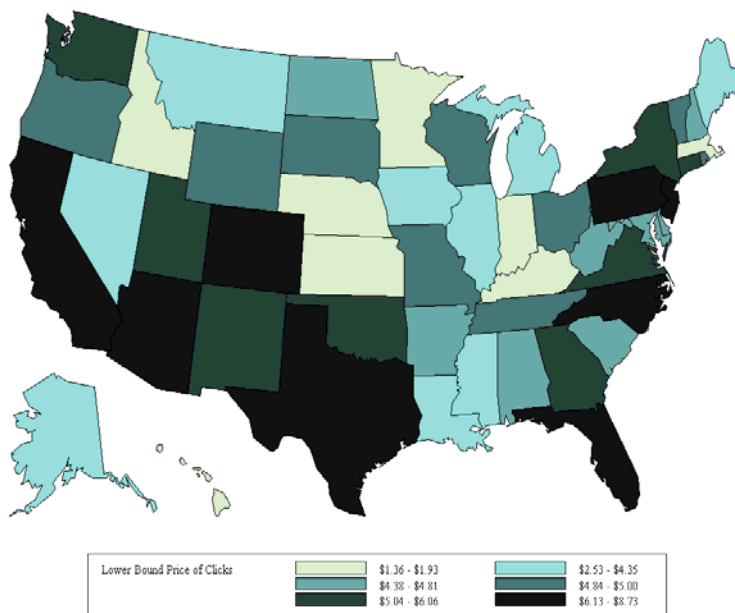 Lower Bound Price of Clicks $1.36 - $1.93 $2.53 - $4.35
$4.38 - $4.81 $4.84 - $5.00
$5.04 - $6.06 $6.13 - $8.73